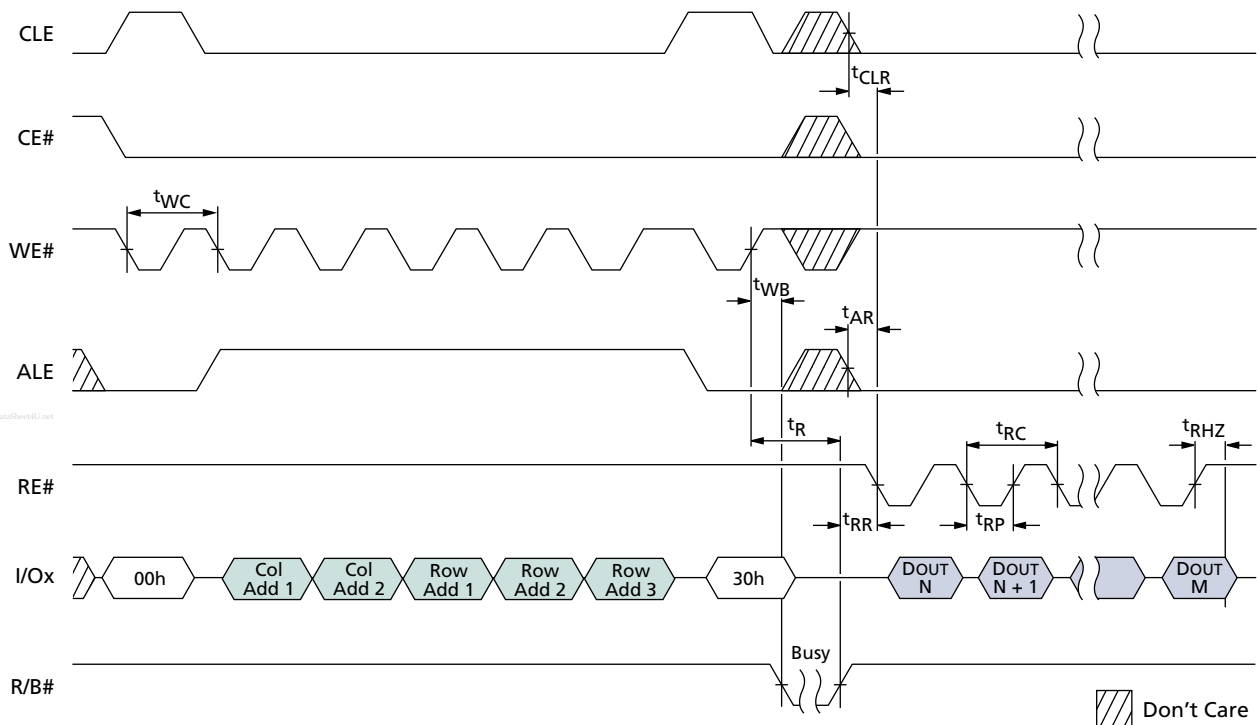 CLE
tCLR
CE#
tWC
WE#
tWB
tAR
ALE
DataSheet4U.net
tR
tRC
tRHZ
RE#
tRR
tRP
I/Ox
00h
Col
Add 1
Col
Add 2
Row
Add 1
Row
Add 2
Row
Add 3
30h
DOUT
N
DOUT
N + 1
DOUT
M
Busy
R/B#
Don't Care